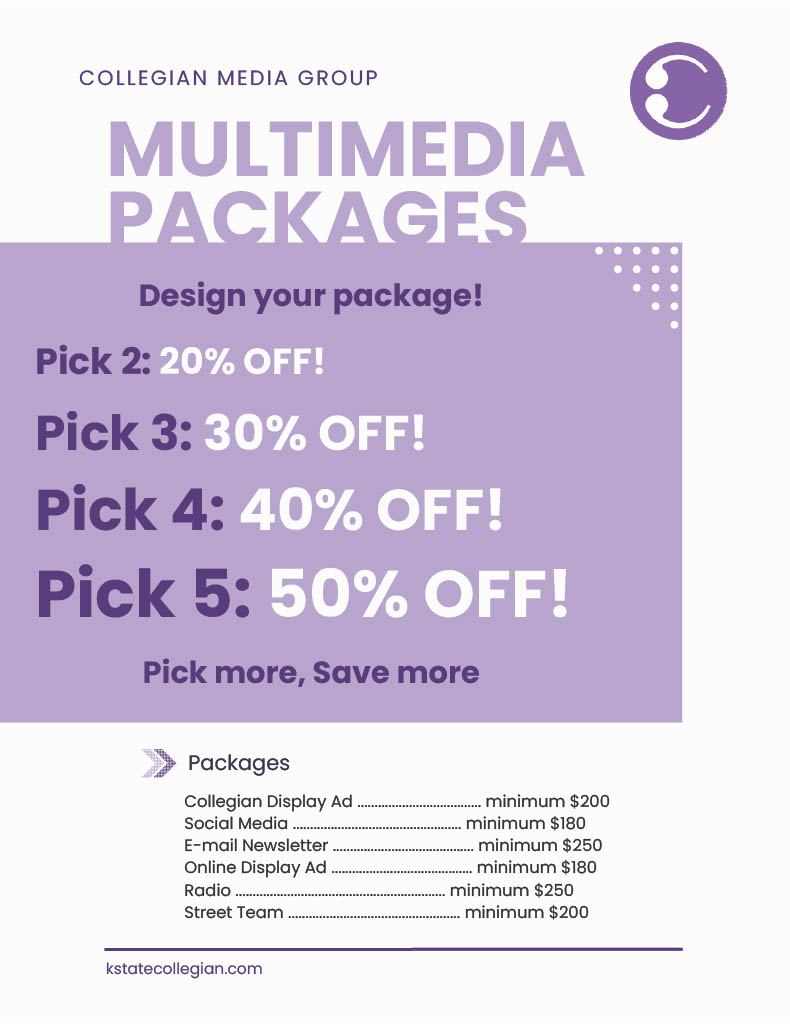 COLLEGIAN MEDIA GROUP
MULTIMEDIA
PACKAGES
Design your package!
Pick 2: 20% OFF!
Pick 3: 30% OFF!
Pick 4: 40% OFF!
Pick 5: 50% OFF!
Pick more, Save more
Packages
Collegian Display Ad ..................................... minimum $200
Social Media .................................................. minimum $180
E-mail Newsletter .......................................... minimum $250
Online Display Ad .......................................... minimum $180
Radio .............................................................. minimum $250
Street Team ................................................... minimum $200
kstatecollegian.com